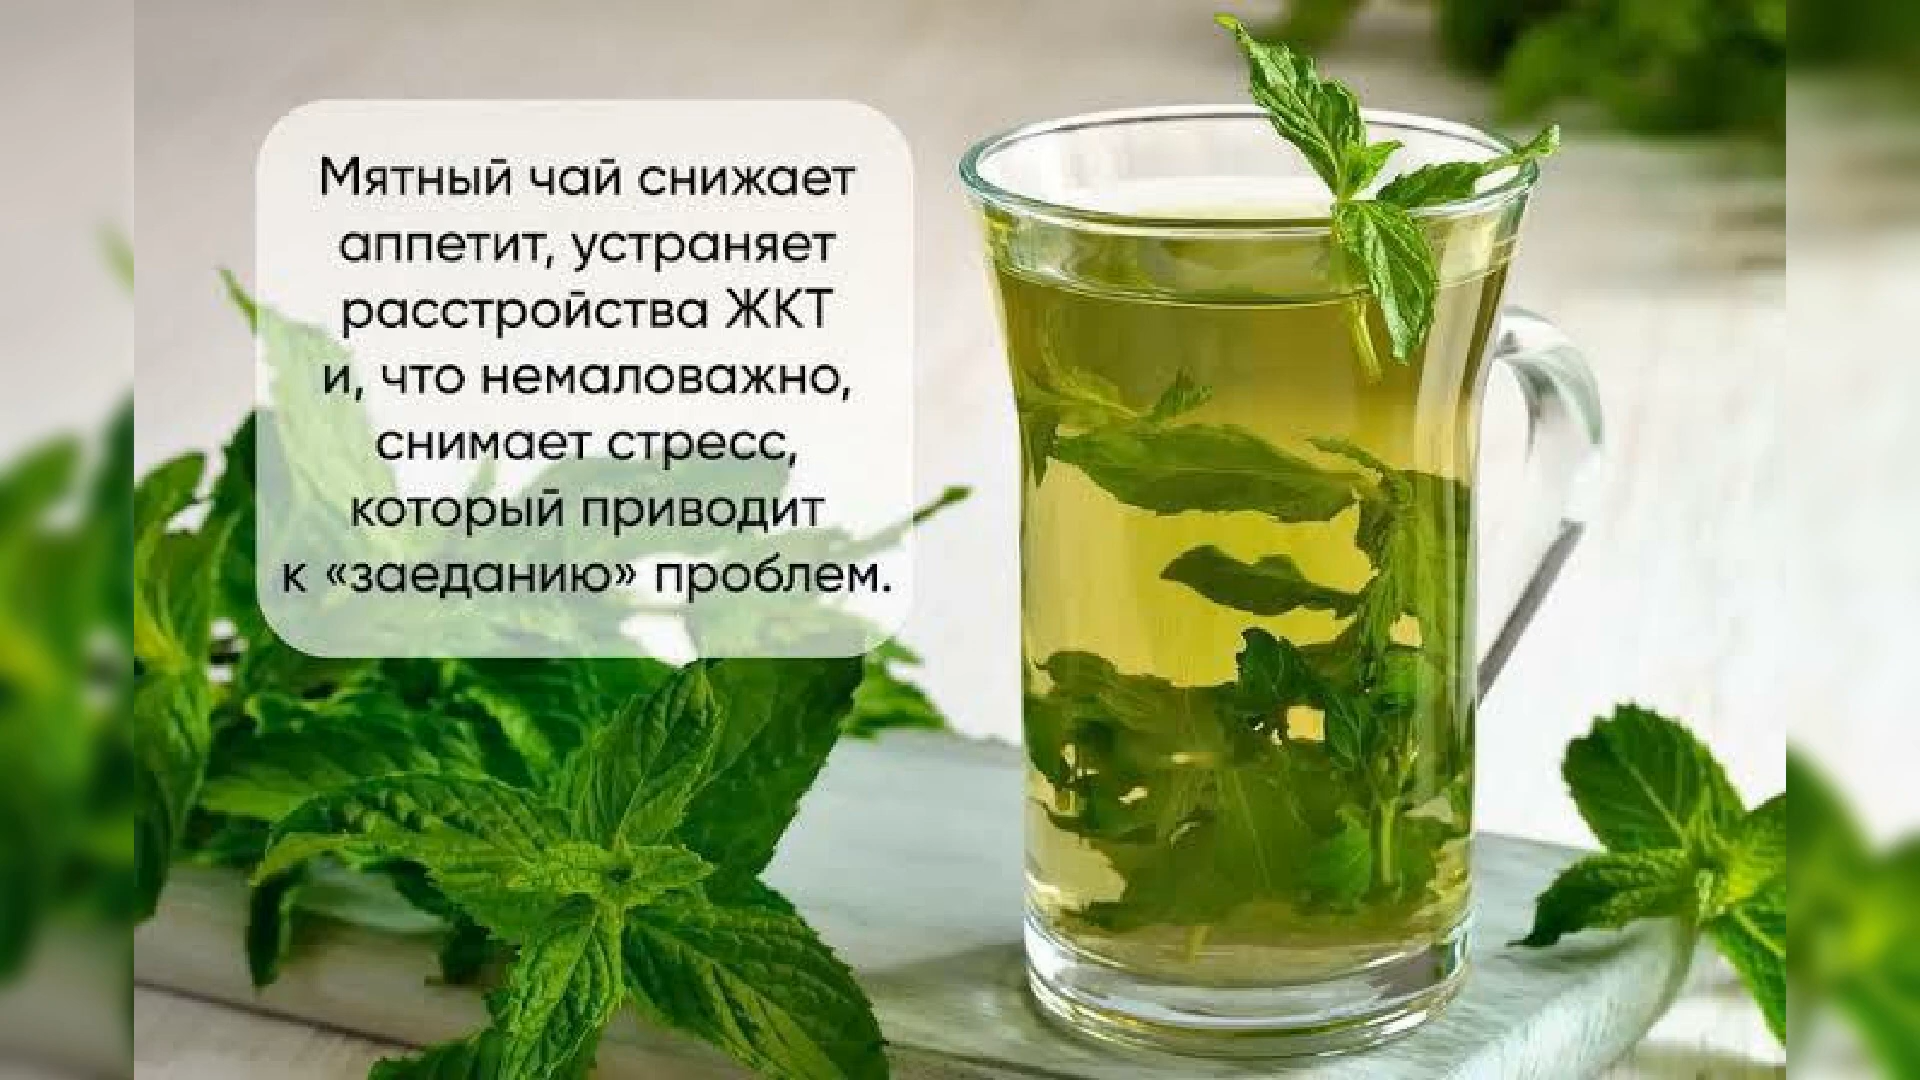 Мятный чай снижает
аппетит, устраняет
расстройства ЖКТ
и, что немаловажно,
снимает стресс,
который приводит
к «заеданию» проблем.